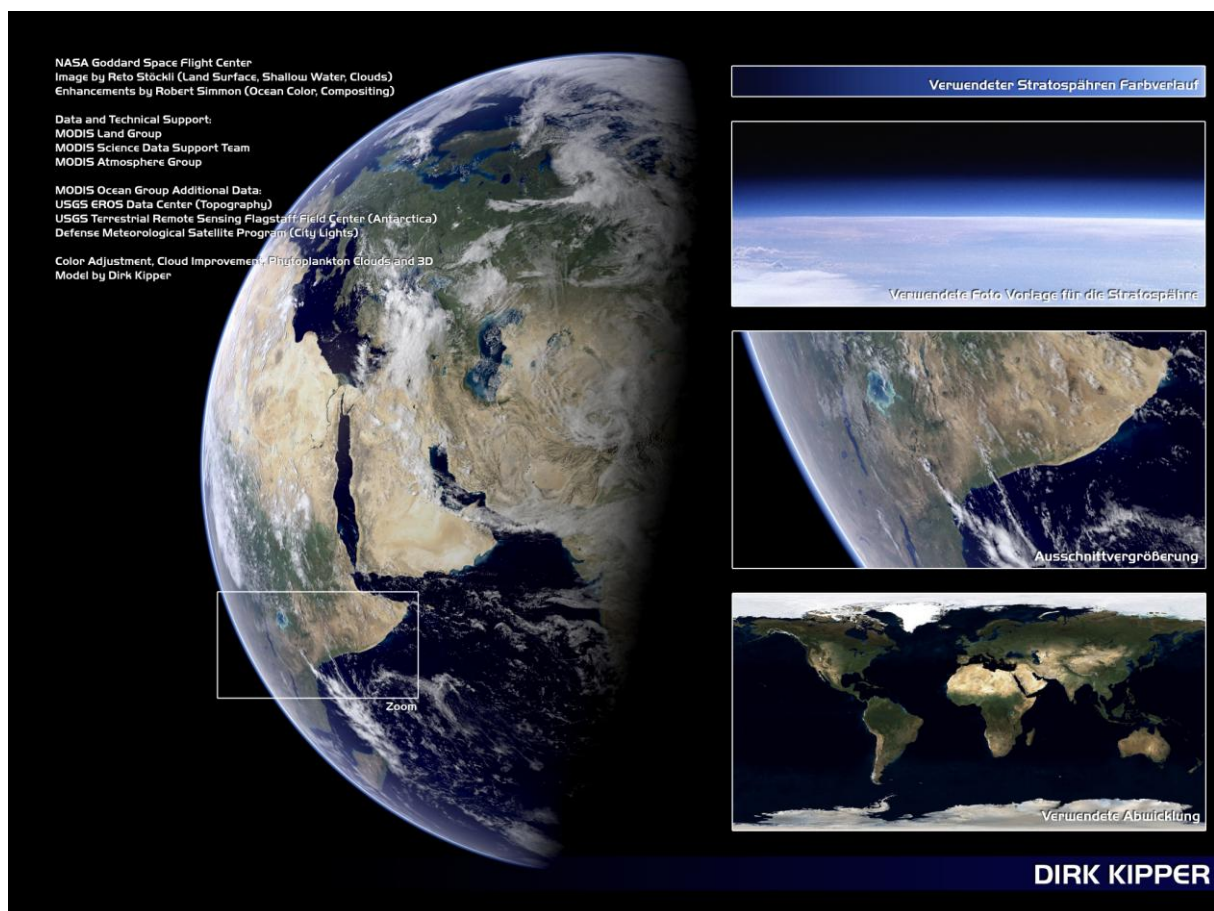 NASA Goddard Space Flight Center
Image by Reto Stöckli (Land Surface, Shallow Water, Clouds)
Enhancements by Robert Simmon (Ocean Color, Compositing)
Data and Technical Support:
MODIS Land Group
MODIS Science Data Support Team
MODIS Atmosphere Group
MODIS Ocean Group Additional Data:
USGS EROS Data Center (Topography)
USGS Terrestrial Remote Sensing Flagstaff Field Center (Antarctica)
Defense Meteorological Satellite Program (City Lights)
Color Adjustment, Cloud Improvement, Phytoplankton Clouds and 3D
Model by Dirk Kipper
Zoom
Verwendeter Stratospähren Farbverlauf
Verwendete Foto Vorlage für die Stratospähre
Ausschnittvergrößerung
Verwendete Abwicklung
DIRK KIPPER